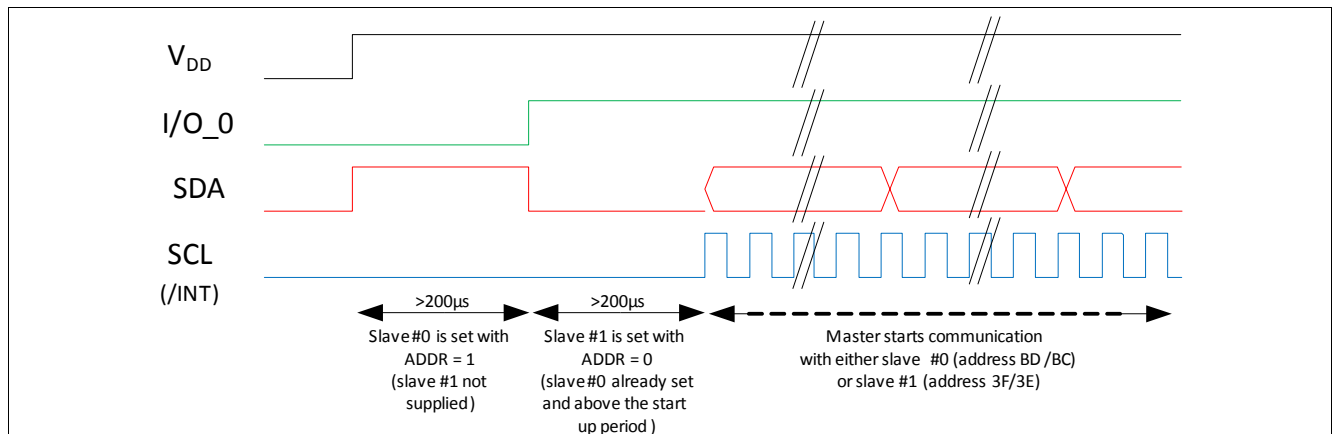 VDD
I/O_0
SDA
SCL
(/INT)
>200µs
Slave #0 is set with
ADDR = 1
(slave #1 not
supplied)
>200µs
Slave #1 is set with
ADDR = 0
(slave#0 already set
and above the start
up period)
Master starts communication
with either slave #0 (address BD /BC)
or slave #1 (address 3F/3E)